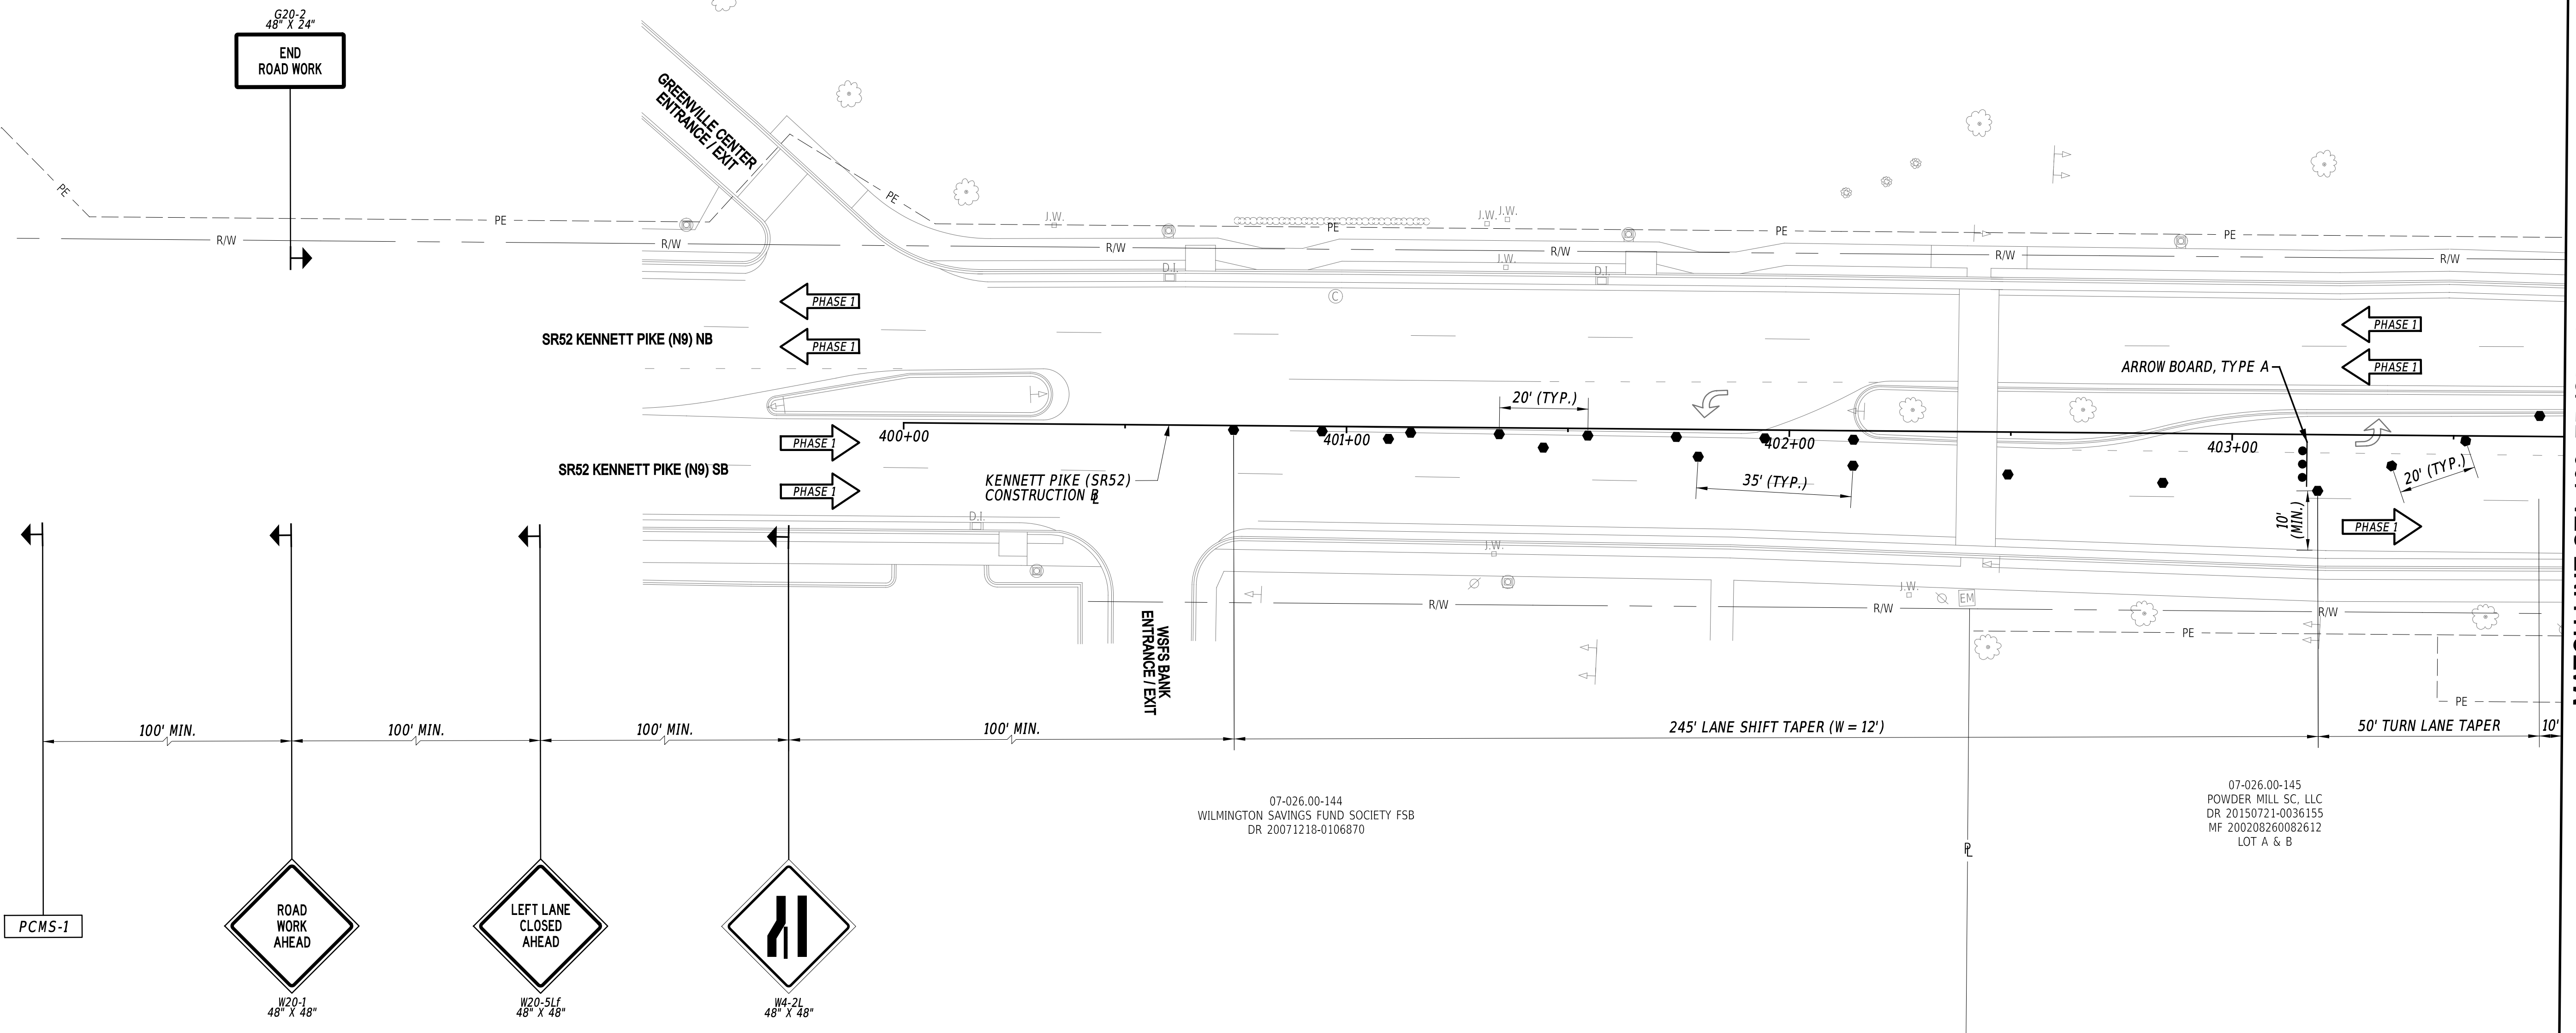 G20-2
48" X 24"
END
ROAD WORK
GREENVILLE CENTER
ENTRANCE / EXIT
PE
PE
PE
PE
PE
PE
R/W
R/W
R/W
R/W
R/W
R/W
J.W.
J.W.
J.W.
J.W.
D.I.
D.I.
C
PHASE 1
PHASE 1
PHASE 1
PHASE 1
SR52 KENNETT PIKE (N9) NB
ARROW BOARD, TYPE A
20' (TYP.)
400+00
401+00
402+00
403+00
PHASE 1
PHASE 1
SR52 KENNETT PIKE (N9) SB
KENNETT PIKE (SR52)
CONSTRUCTION BL
35' (TYP.)
20' (TYP.)
10'
(MIN.)
PHASE 1
D.I.
J.W.
J.W.
EM
R/W
R/W
R/W
PE
PE
WSFS BANK
ENTRANCE / EXIT
100' MIN.
100' MIN.
100' MIN.
100' MIN.
245' LANE SHIFT TAPER (W = 12')
50' TURN LANE TAPER
10'
07-026.00-144
WILMINGTON SAVINGS FUND SOCIETY FSB
DR 20071218-0106870
07-026.00-145
POWDER MILL SC, LLC
DR 20150721-0036155
MF 200208260082612
LOT A & B
PL
PCMS-1
ROAD
WORK
AHEAD
W20-1
48" X 48"
LEFT LANE
CLOSED
AHEAD
W20-5Lf
48" X 48"
W4-2L
48" X 48"